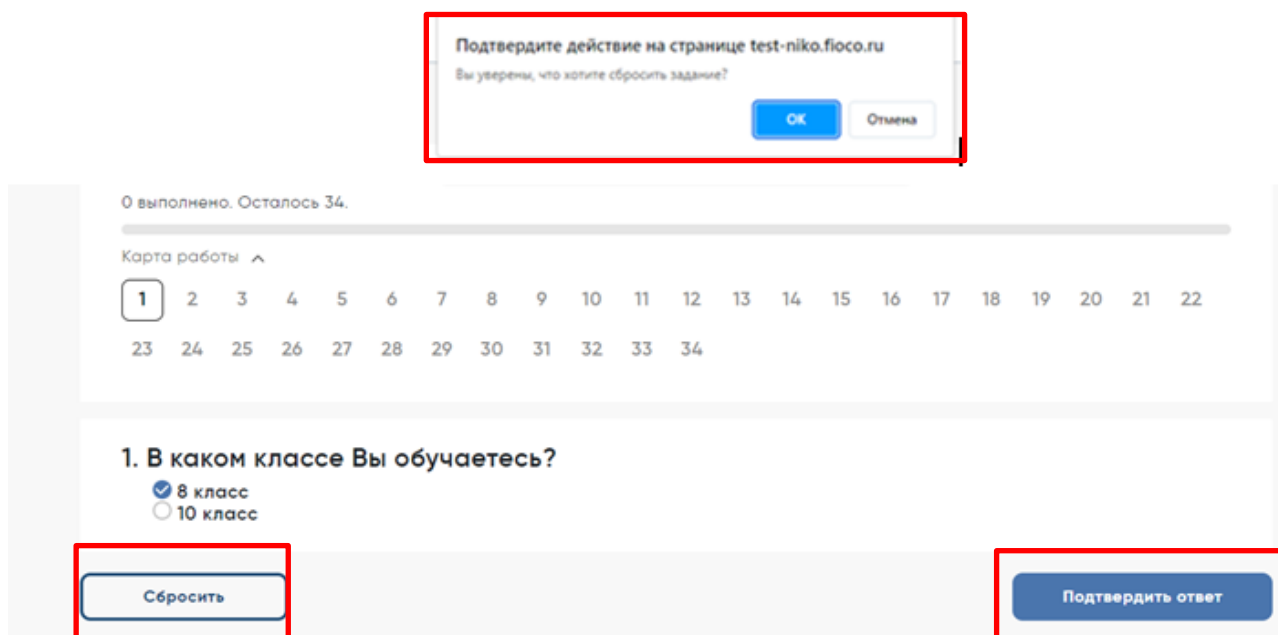 Подтвердите действие на странице test-niko.fioco.ru
Вы уверены, что хотите сбросить задание?
ОК Отмена
0 выполнено. Осталось 34.
Карта работы
1 2 3 4 5 6 7 8 9 10 11 12 13 14 15 16 17 18 19 20 21 22
23 24 25 26 27 28 29 30 31 32 33 34
1. В каком классе Вы обучаетесь?
8 класс
10 класс
Сбросить Подтвердить ответ